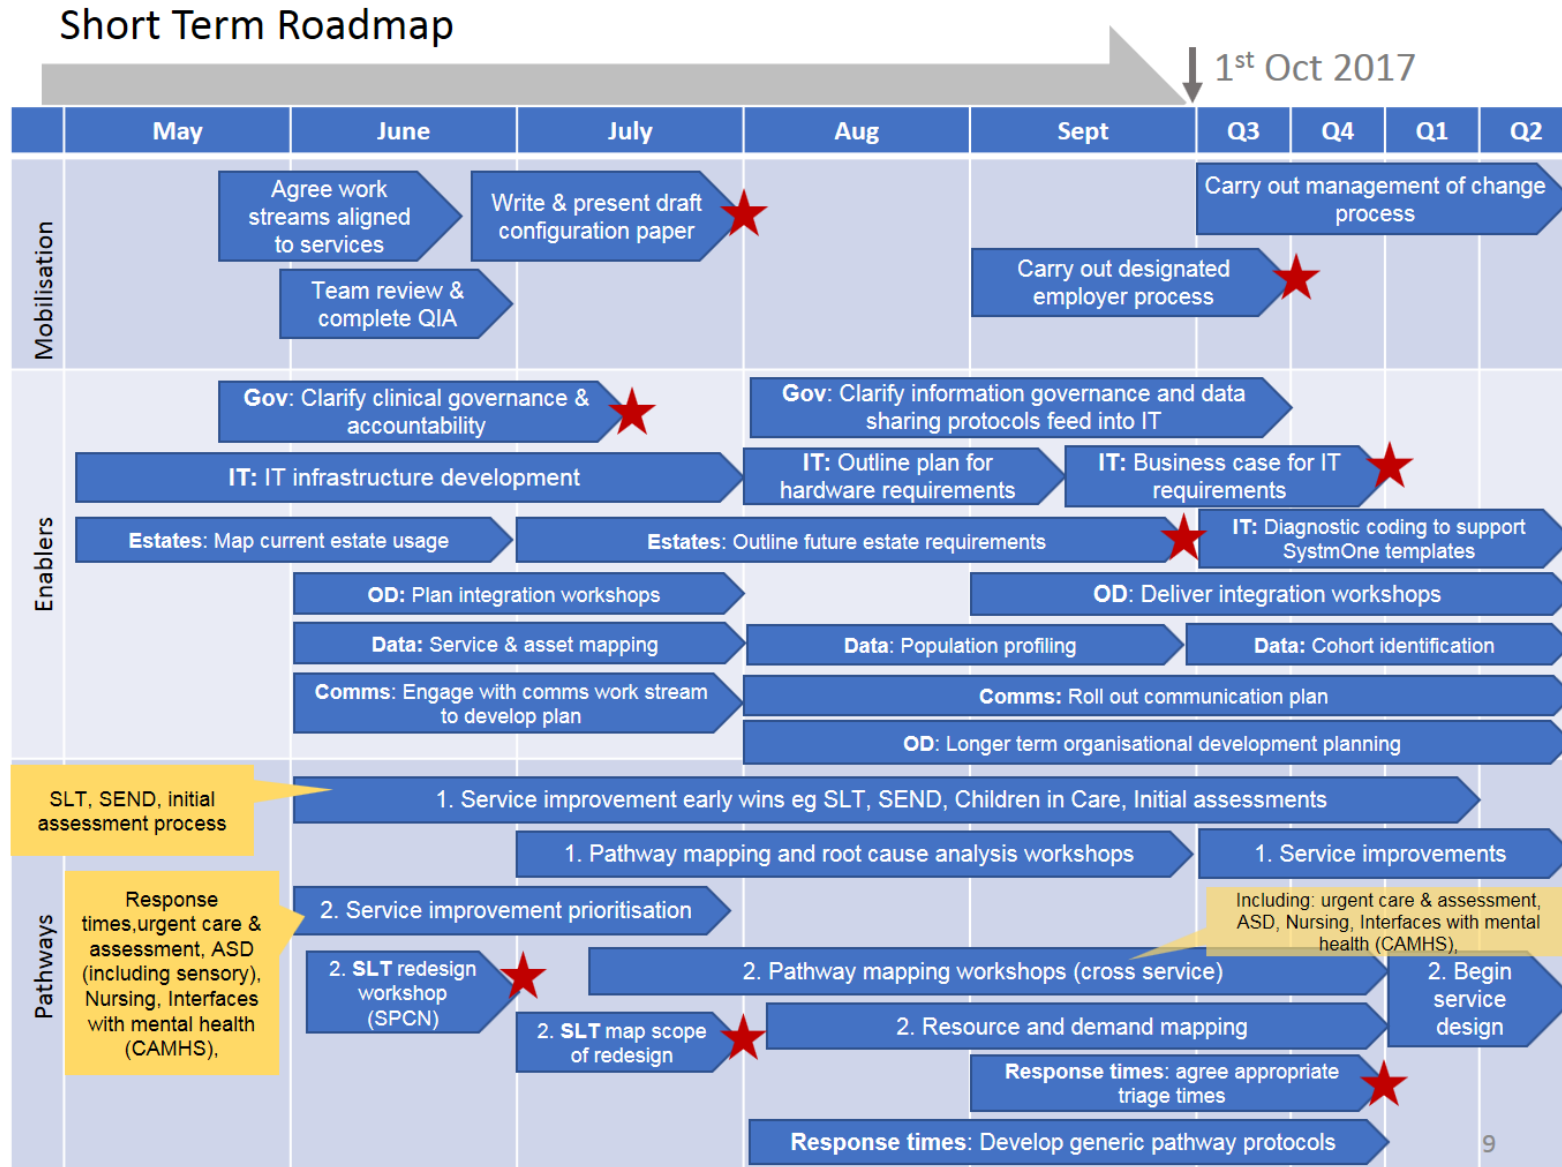 Short Term Roadmap
1st Oct 2017
May
June
July
Aug
Sept
Q3
Q4
Q1
Q2
Mobilisation
Agree work
streams aligned
to services
Write & present draft
configuration paper
Carry out management of change
process
Team review &
complete QIA
Carry out designated
employer process
Enablers
Gov: Clarify clinical governance &
accountability
Gov: Clarify information governance and data
sharing protocols feed into IT
IT: IT infrastructure development
IT: Outline plan for
hardware requirements
IT: Business case for IT
requirements
Estates: Map current estate usage
Estates: Outline future estate requirements
IT: Diagnostic coding to support
SystmOne templates
OD: Plan integration workshops
OD: Deliver integration workshops
Data: Service & asset mapping
Data: Population profiling
Data: Cohort identification
Comms: Engage with comms work stream
to develop plan
Comms: Roll out communication plan
OD: Longer term organisational development planning
Pathways
SLT, SEND, initial
assessment process
1. Service improvement early wins eg SLT, SEND, Children in Care, Initial assessments
1. Pathway mapping and root cause analysis workshops
1. Service improvements
Response
times,urgent care &
assessment, ASD
(including sensory),
Nursing, Interfaces
with mental health
(CAMHS),
2. Service improvement prioritisation
Including: urgent care & assessment,
ASD, Nursing, Interfaces with mental
health (CAMHS),
2. SLT redesign
workshop
(SPCN)
2. Pathway mapping workshops (cross service)
2. Begin
service
design
2. SLT map scope
of redesign
2. Resource and demand mapping
Response times: agree appropriate
triage times
Response times: Develop generic pathway protocols
9